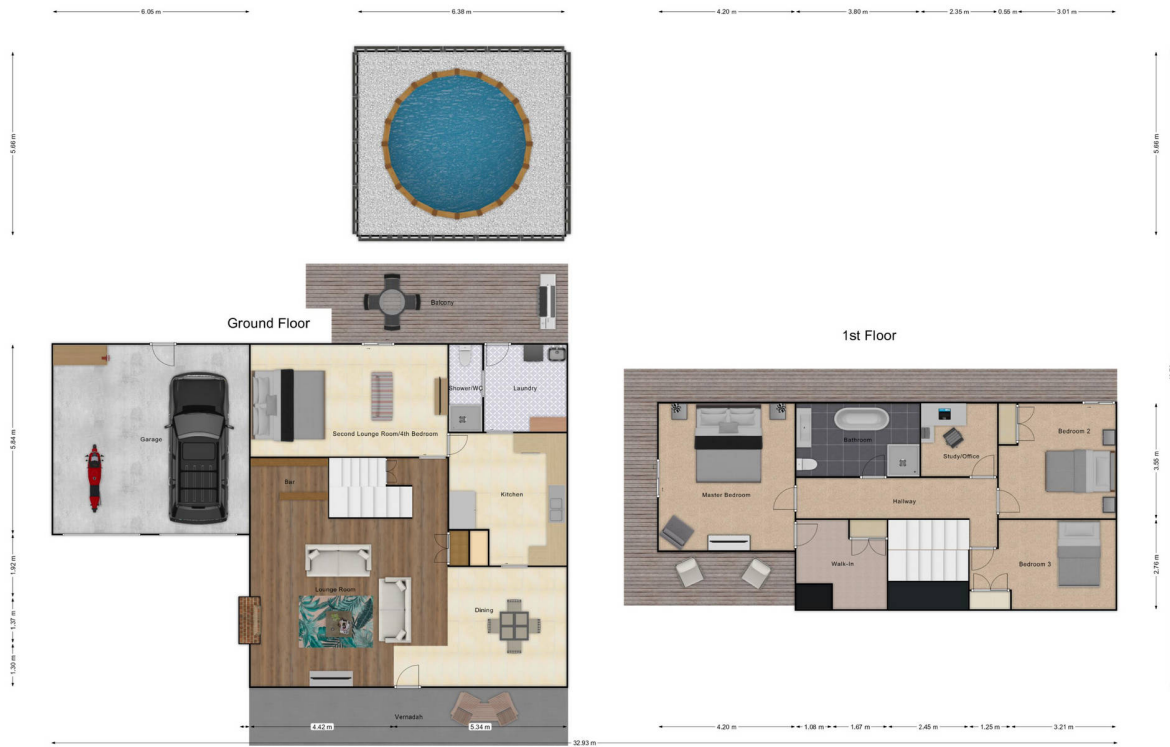 6.05 m
6.38 m
4.20 m
3.80 m
2.35 m
0.55 m
3.01 m
5.66 m
5.66 m
Balcony
Ground Floor
1st Floor
Garage
Second Lounge Room/4th Bedroom
Shower/WC
Laundry
Bar
Kitchen
Lounge Room
Dining
Vernadah
5.84 m
1.92 m
1.37 m
1.30 m
4.42 m
5.34 m
Master Bedroom
Bathroom
Study/Office
Bedroom 2
Hallway
Walk-In
Bedroom 3
3.55 m
2.76 m
4.20 m
1.08 m
1.67 m
2.45 m
1.25 m
3.21 m
32.93 m